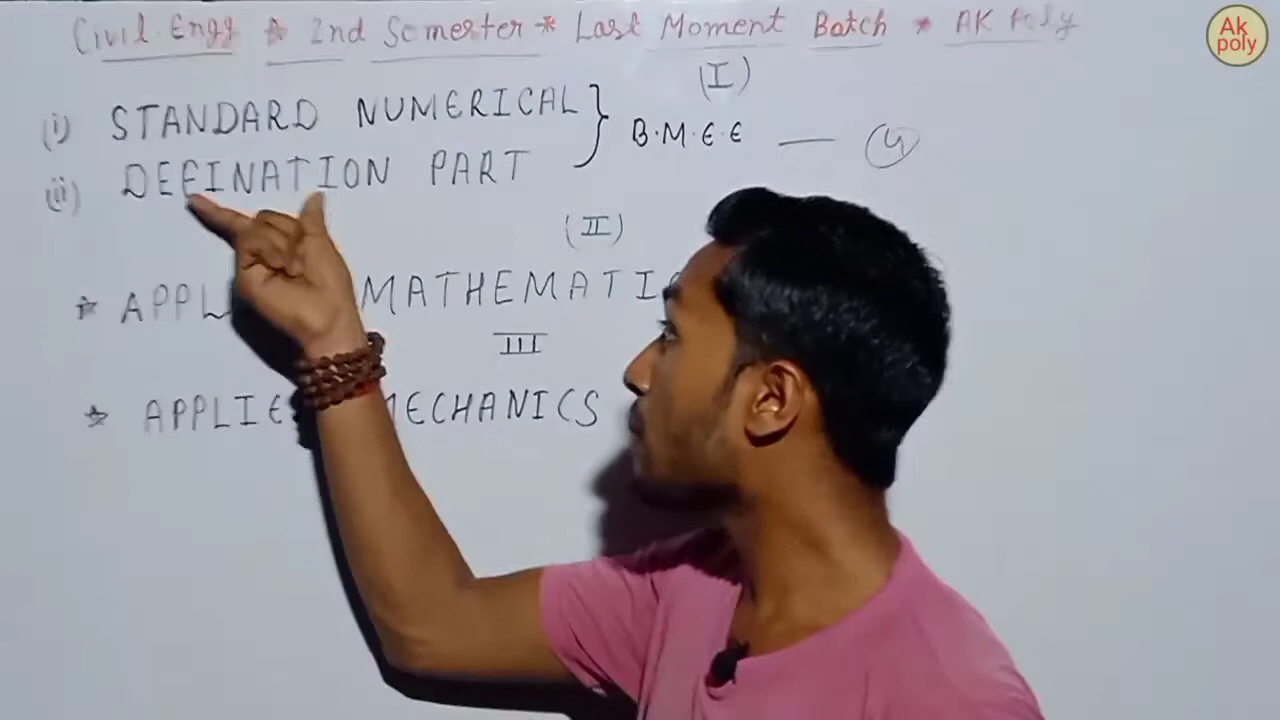 Civil Engg * 2nd Semester * Last Moment Batch * AK Poly
Ak
poly
(I)
(i) STANDARD NUMERICAL
B.M.E.E —
(ii) DEFINATION PART
(II)
* APPL MATHEMATI
III
* APPLIE MECHANICS